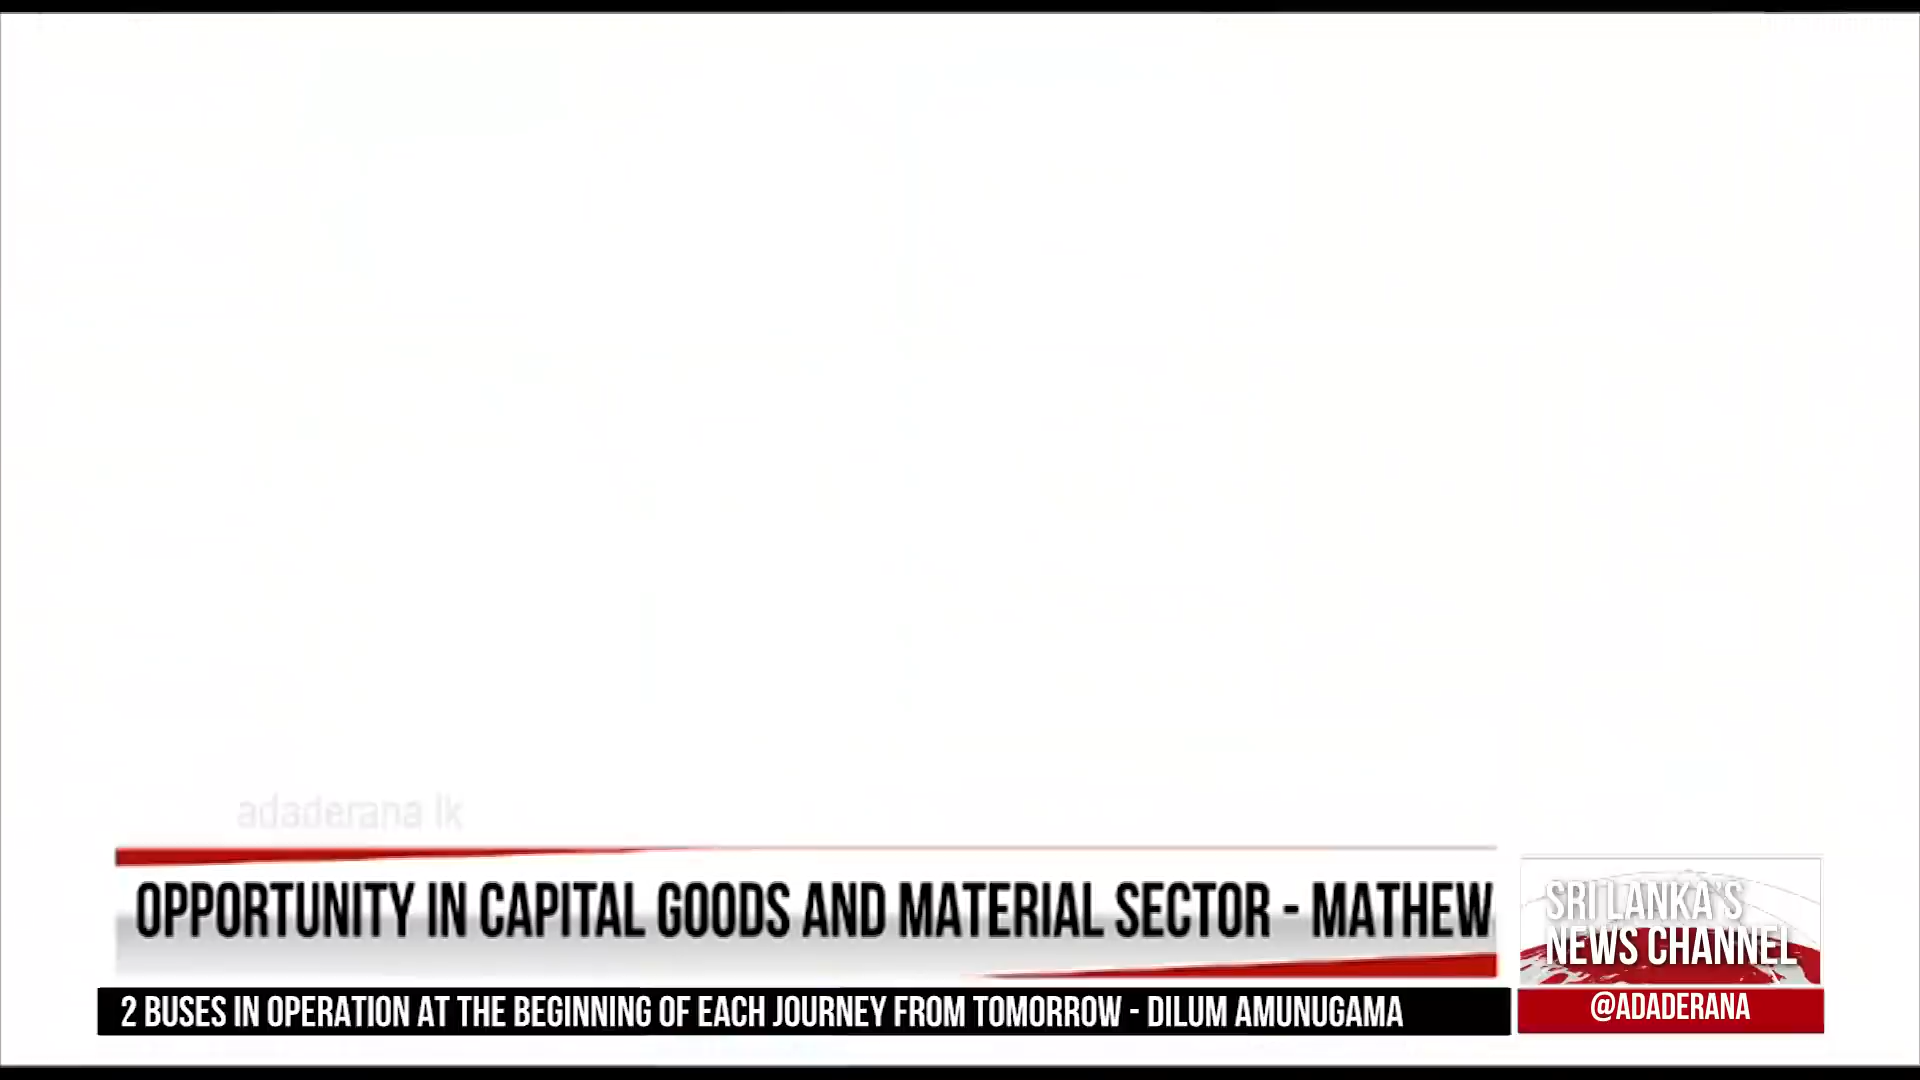 adaderana lk
OPPORTUNITY IN CAPITAL GOODS AND MATERIAL SECTOR - MATHEW
2 BUSES IN OPERATION AT THE BEGINNING OF EACH JOURNEY FROM TOMORROW - DILUM AMUNUGAMA
SRI LANKA'S
NEWS CHANNEL
@ADADERANA